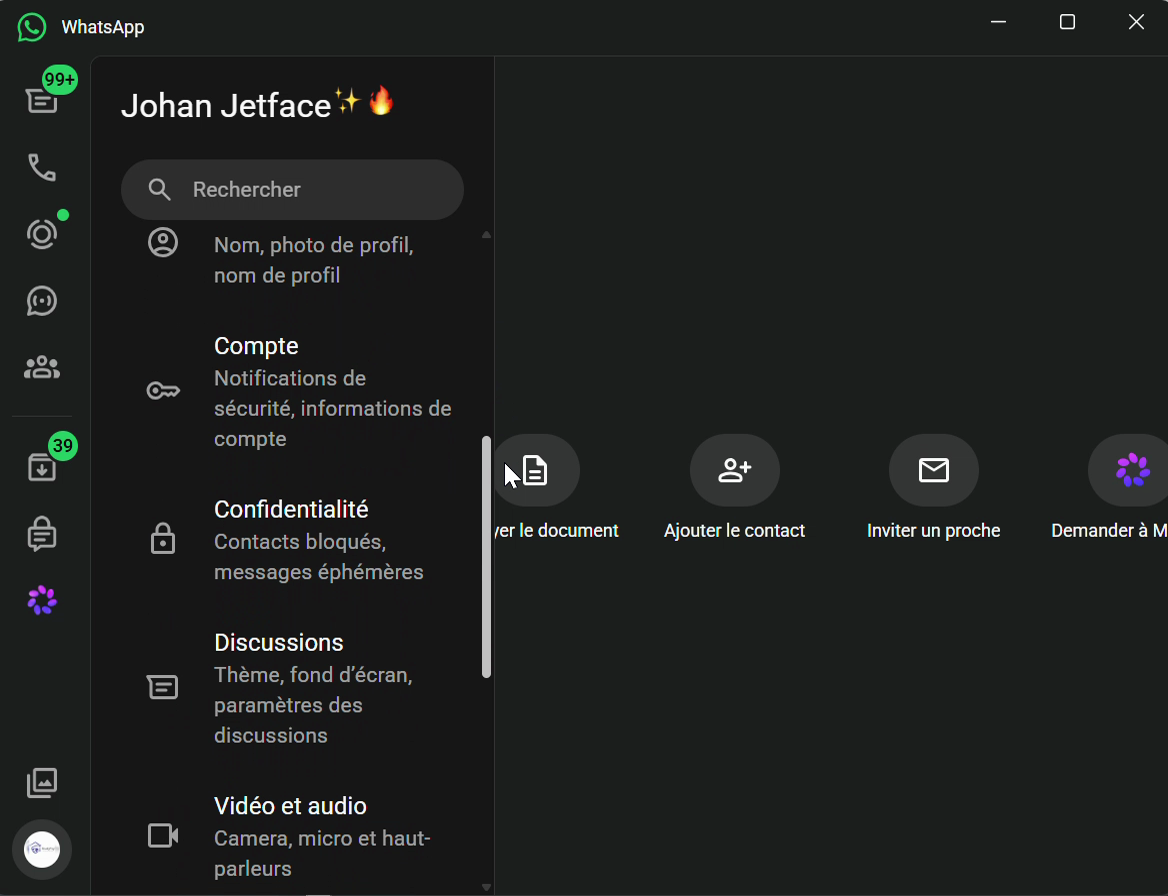 WhatsApp
99+
Johan Jetface✨🔥
Rechercher
Nom, photo de profil,
nom de profil
Compte
Notifications de
sécurité, informations de
compte
39
Confidentialité
Contacts bloqués,
messages éphémères
yer le document
Ajouter le contact
Inviter un proche
Demander à M
Discussions
Thème, fond d’écran,
paramètres des
discussions
Vidéo et audio
Camera, micro et haut-
parleurs